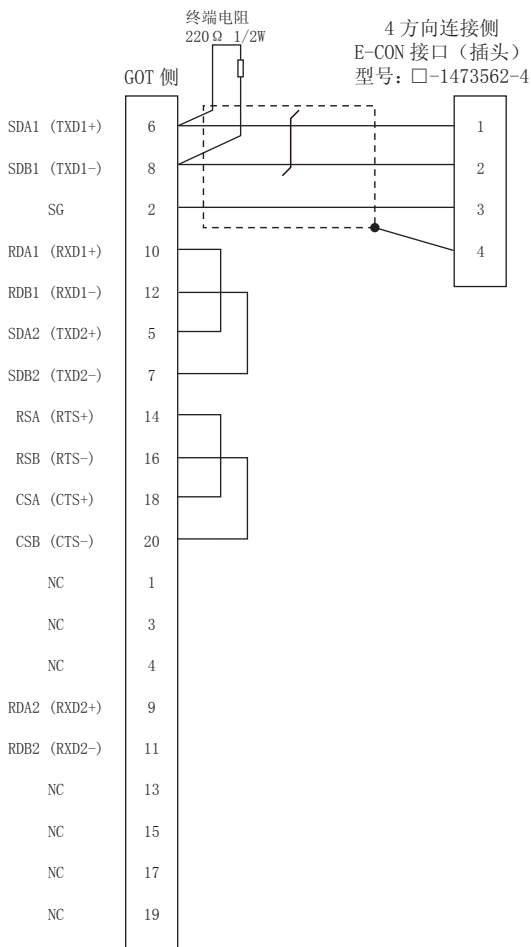 终端电阻
220Ω 1/2W
4方向连接侧
E-CON 接口（插头）
型号：□-1473562-4
GOT 侧
SDA1 (TXD1+) 6 1
SDB1 (TXD1-) 8 2
SG 2 3
RDA1 (RXD1+) 10 4
RDB1 (RXD1-) 12
SDA2 (TXD2+) 5
SDB2 (TXD2-) 7
RSA (RTS+) 14
RSB (RTS-) 16
CSA (CTS+) 18
CSB (CTS-) 20
NC 1
NC 3
NC 4
RDA2 (RXD2+) 9
RDB2 (RXD2-) 11
NC 13
NC 15
NC 17
NC 19